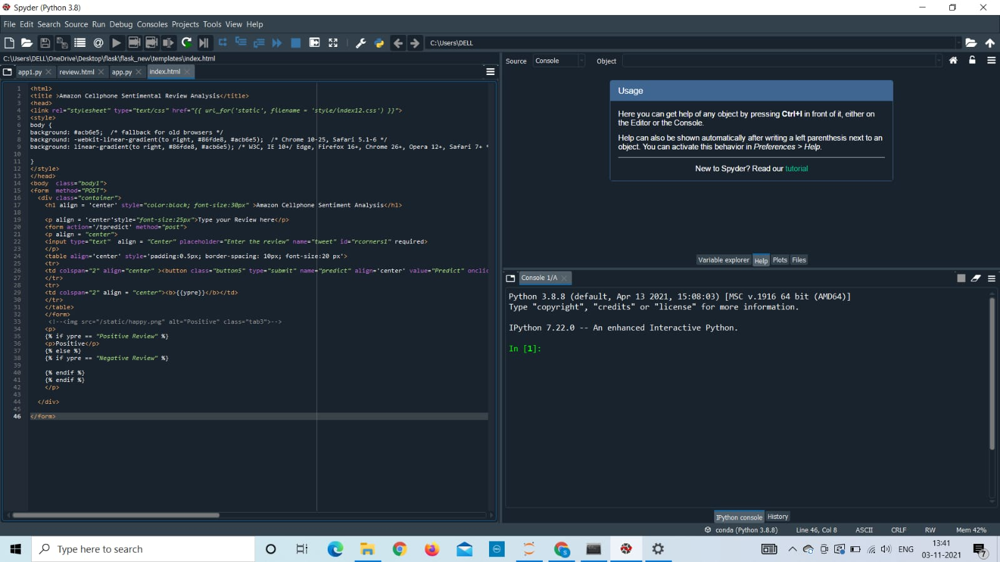 Spyder (Python 3.8)
File Edit Search Source Run Debug Consoles Projects Tools View Help
C:\Users\DELL
C:\Users\DELL\OneDrive\Desktop\flask\flask_new\templates\index.html
app1.py review.html app.py index.html
1 <html>
2 <title >Amazon Cellphone Sentimental Review Analysis</title>
3 <head>
4 <link rel="stylesheet" type="text/css" href="{{ url_for('static', filename = 'style/index12.css') }}">
5 <style>
6 body {
7 background: #acb6e5; /* fallback for old browsers */
8 background: -webkit-linear-gradient(to right, #86fde8, #acb6e5); /* Chrome 10-25, Safari 5.1-6 */
9 background: linear-gradient(to right, #86fde8, #acb6e5); /* W3C, IE 10+/ Edge, Firefox 16+, Chrome 26+, Opera 12+, Safari 7+ *
10
11 }
12 </style>
13 </head>
14 <body class="body1">
15 <form method="POST">
16 <div class="container">
17 <h1 align = 'center' style="color:black; font-size:30px" >Amazon Cellphone Sentiment Analysis</h1>
18
19 <p align = 'center'style="font-size:25px">Type your Review here</p>
20 <form action='/tpredict' method="post">
21 <p align = "center">
22 <input type="text" align = "Center" placeholder="Enter the review" name="tweet" id="rcorners1" required>
23 </p>
24 <table align='center' style='padding:0.5px; border-spacing: 10px; font-size:20 px'>
25 <tr>
26 <td colspan="2" align="center" ><button class="button5" type="submit" name="predict" align='center' value="Predict" onclic
27 </tr>
28 <tr>
29 <td colspan="2" align = "center"><b>{{ypre}}</b></td>
30 </tr>
31 </table>
32 </form>
33 <!--<img src="/static/happy.png" alt="Positive" class="tab3">-->
34 <p>
35 {% if ypre == "Positive Review" %}
36 <p>Positive</p>
37 {% else %}
38 {% if ypre == "Negative Review" %}
39
40 {% endif %}
41 {% endif %}
42 </p>
43
44 </div>
45
46 </form>
Source Console Object
Usage
Here you can get help of any object by pressing Ctrl+I in front of it, either on
the Editor or the Console.
Help can also be shown automatically after writing a left parenthesis next to an
object. You can activate this behavior in Preferences > Help.
New to Spyder? Read our tutorial
Variable explorer Help Plots Files
Console 1/A
Python 3.8.8 (default, Apr 13 2021, 15:08:03) [MSC v.1916 64 bit (AMD64)]
Type "copyright", "credits" or "license" for more information.
IPython 7.22.0 -- An enhanced Interactive Python.
In [1]:
IPython console History
conda (Python 3.8.8) Line 46, Col 8 ASCII CRLF RW Mem 42%
Type here to search
ENG
13:41
03-11-2021
7